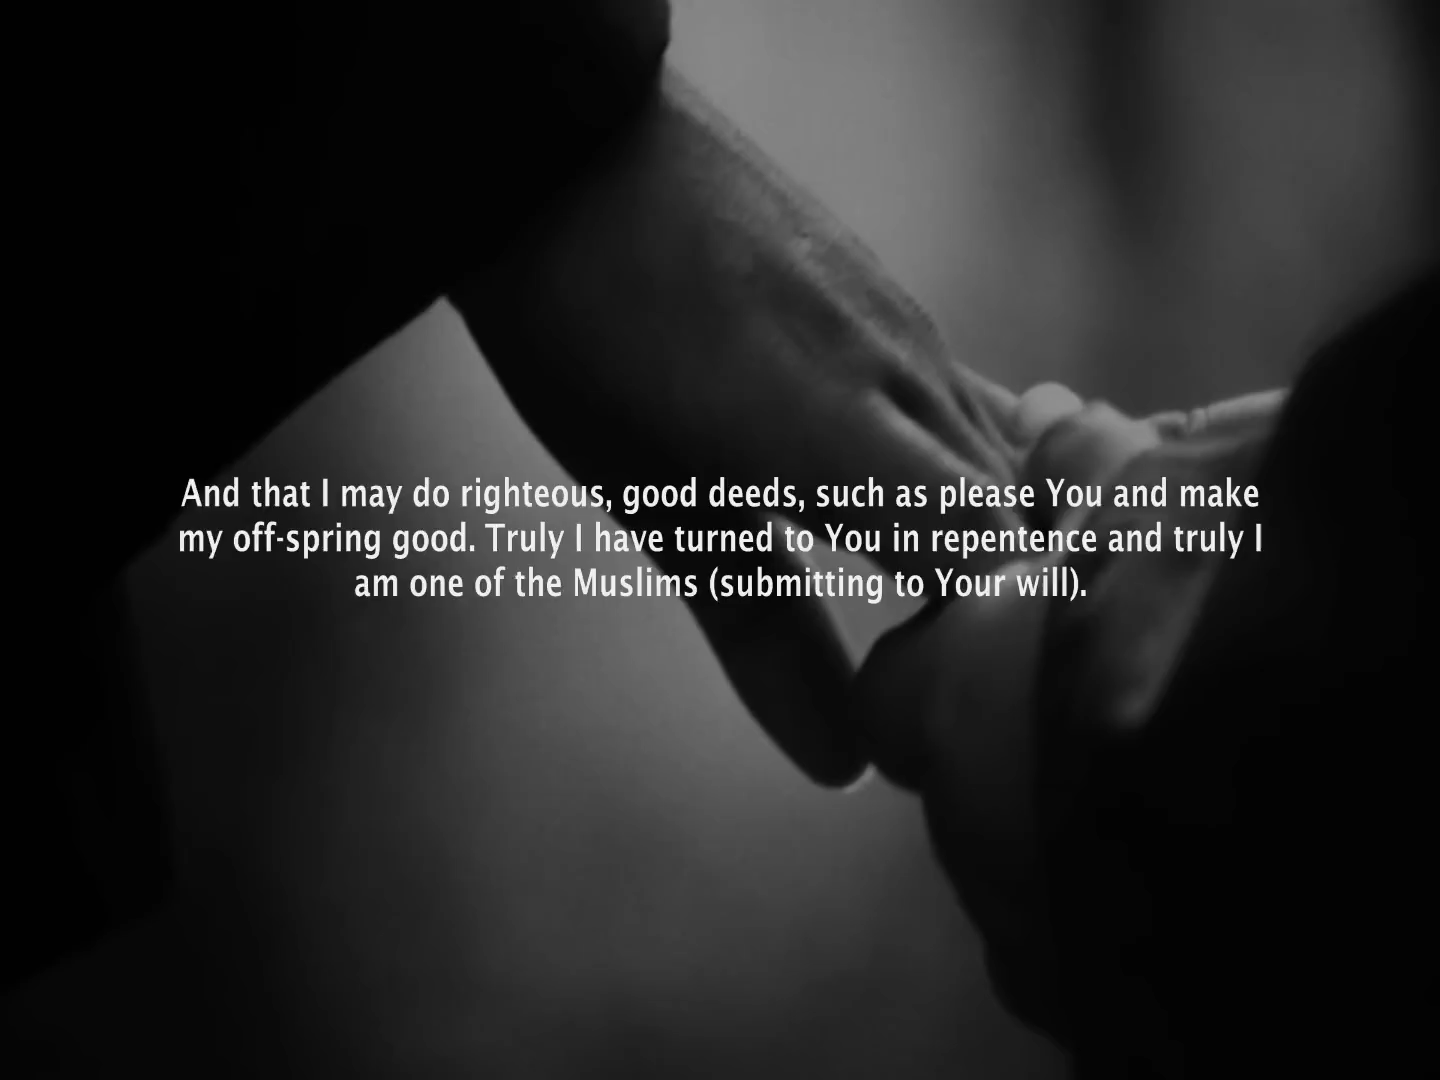 And that I may do righteous, good deeds, such as please You and make
my off-spring good. Truly I have turned to You in repentence and truly I
am one of the Muslims (submitting to Your will).